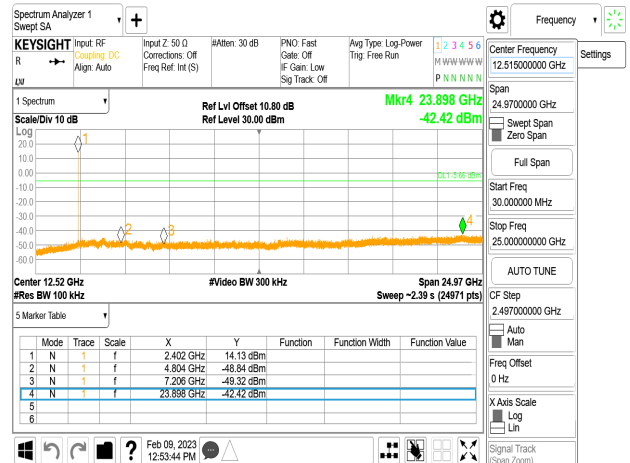 Spectrum Analyzer 1
Swept SA
Frequency
KEYSIGHT
R
Input: RF
Coupling: DC
Align: Auto
Input Z: 50 Ω
Corrections: Off
Freq Ref: Int (S)
#Atten: 30 dB
PNO: Fast
Gate: Off
IF Gain: Low
Sig Track: Off
Avg Type: Log-Power
Trig: Free Run
1 2 3 4 5 6
M W W W W W
P N N N N N
Center Frequency
12.515000000 GHz
Settings
Span
24.9700000 GHz
Swept Span
Zero Span
Full Span
Start Freq
30.000000 MHz
Stop Freq
25.000000000 GHz
AUTO TUNE
CF Step
2.497000000 GHz
Auto
Man
Freq Offset
0 Hz
X Axis Scale
Log
Lin
Signal Track
(Span Zoom)
1 Spectrum
Scale/Div 10 dB
Ref Lvl Offset 10.80 dB
Ref Level 30.00 dBm
Mkr4 23.898 GHz
-42.42 dBm
Log
20.0
10.0
0.00
-10.0
-20.0
-30.0
-40.0
-50.0
-60.0
1
2
3
4
DL1 -5.66 dBm
Center 12.52 GHz
#Res BW 100 kHz
#Video BW 300 kHz
Span 24.97 GHz
Sweep ~2.39 s (24971 pts)
5 Marker Table
Mode Trace Scale X Y Function Function Width Function Value
1 N 1 f 2.402 GHz 14.13 dBm
2 N 1 f 4.804 GHz -48.84 dBm
3 N 1 f 7.206 GHz -49.32 dBm
4 N 1 f 23.898 GHz -42.42 dBm
5
6
?
Feb 09, 2023
12:53:44 PM